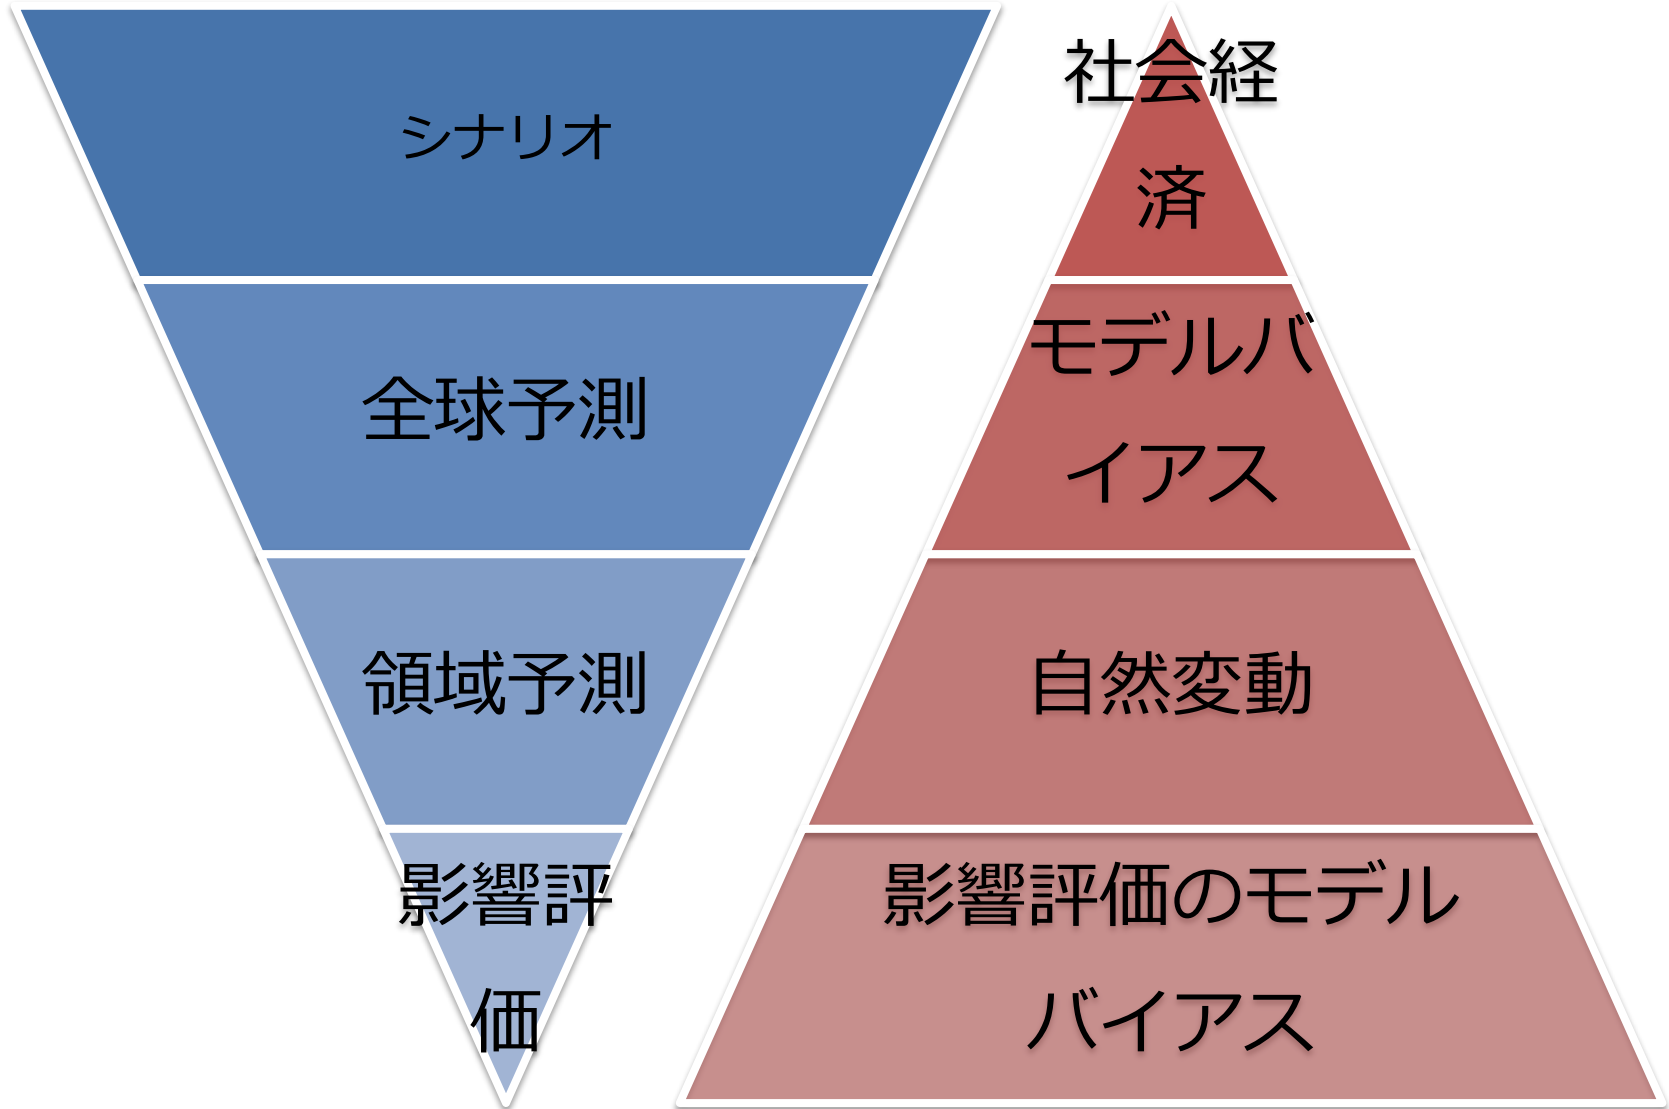 シナリオ
全球予測
領域予測
影響評
価
社会経
済
モデルバ
イアス
自然変動
影響評価のモデル
バイアス